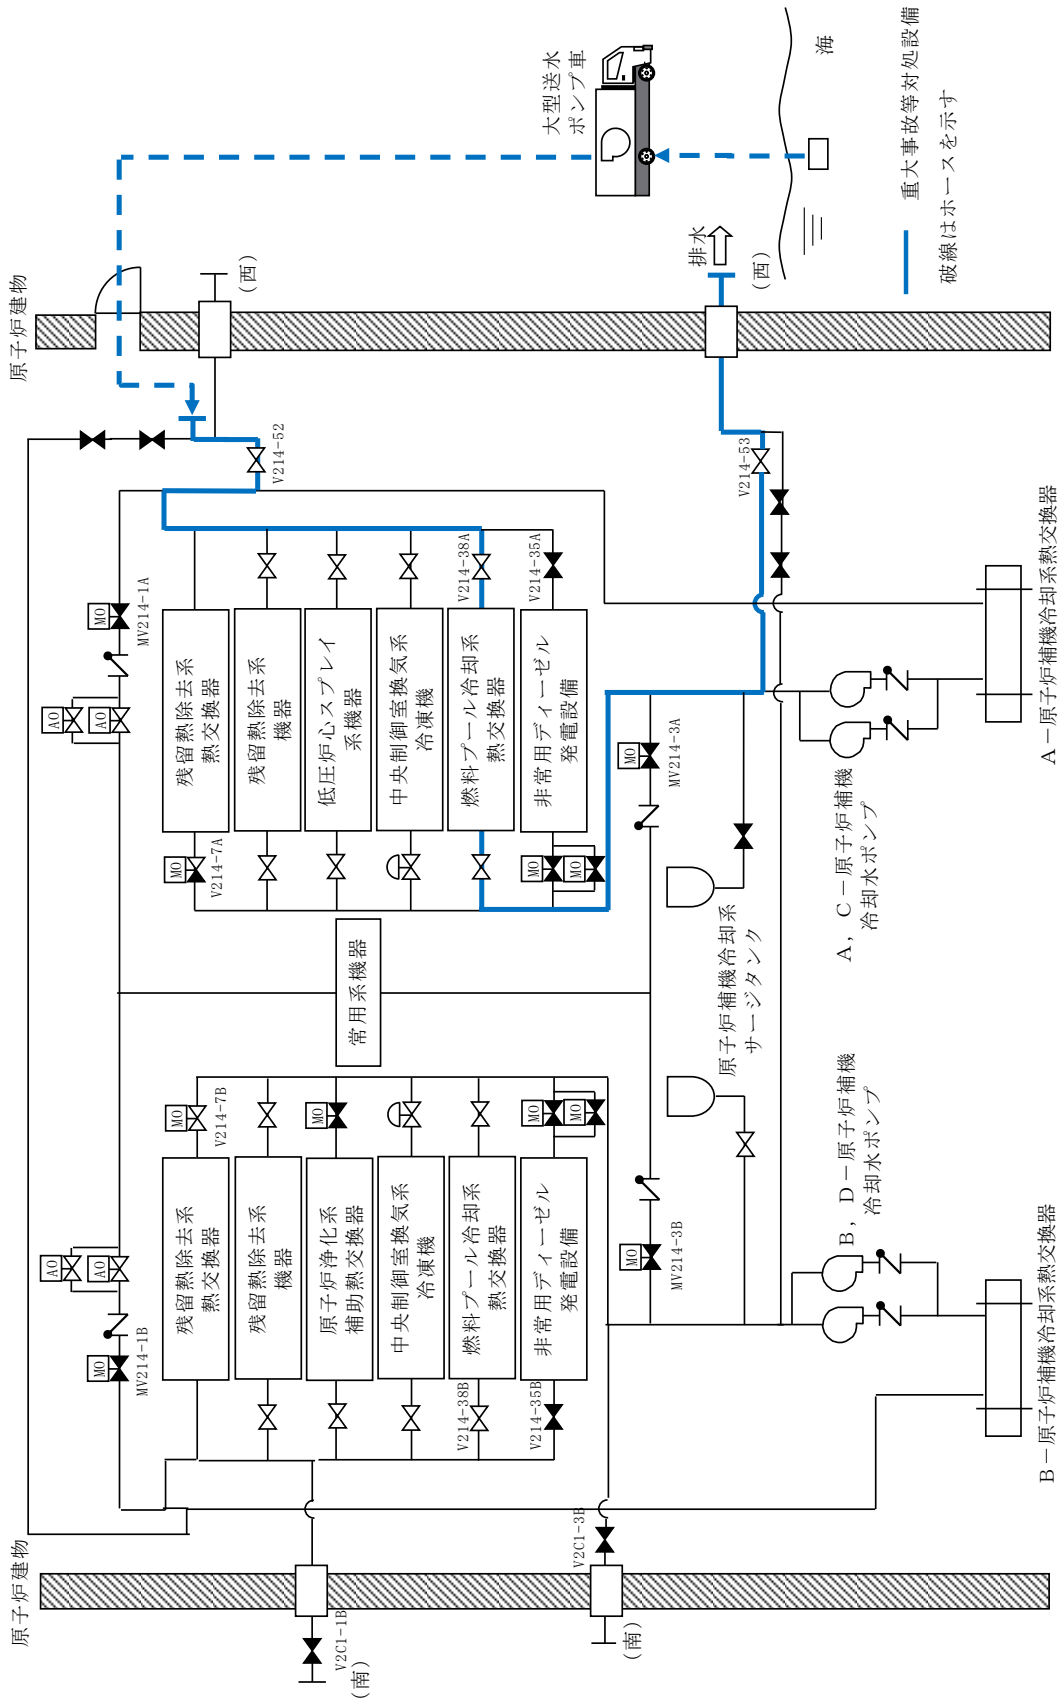 原子炉建物
原子炉建物
大型送水
ポンプ車
海
排水
(西)
(西)
重大事故等対処設備
破線はホースを示す
V214-52
V214-53
MO
MV214-1A
AO
AO
残留熱除去系
熱交換器
残留熱除去系
機器
低圧炉心スプレイ
系機器
中央制御室換気系
冷凍機
燃料プール冷却系
熱交換器
非常用ディーゼル
発電設備
V214-38A
V214-35A
MO
V214-7A
MO
MO
MO
MV214-3A
常用系機器
原子炉補機冷却系
サージタンク
A,C-原子炉補機
冷却水ポンプ
A-原子炉補機冷却系熱交換器
MO
V214-7B
MO
MO
MO
残留熱除去系
熱交換器
残留熱除去系
機器
原子炉浄化系
補助熱交換器
中央制御室換気系
冷凍機
燃料プール冷却系
熱交換器
非常用ディーゼル
発電設備
V214-38B
V214-35B
AO
AO
MO
MV214-1B
MO
MV214-3B
B,D-原子炉補機
冷却水ポンプ
B-原子炉補機冷却系熱交換器
V2C1-3B
V2C1-1B
(南)
(南)